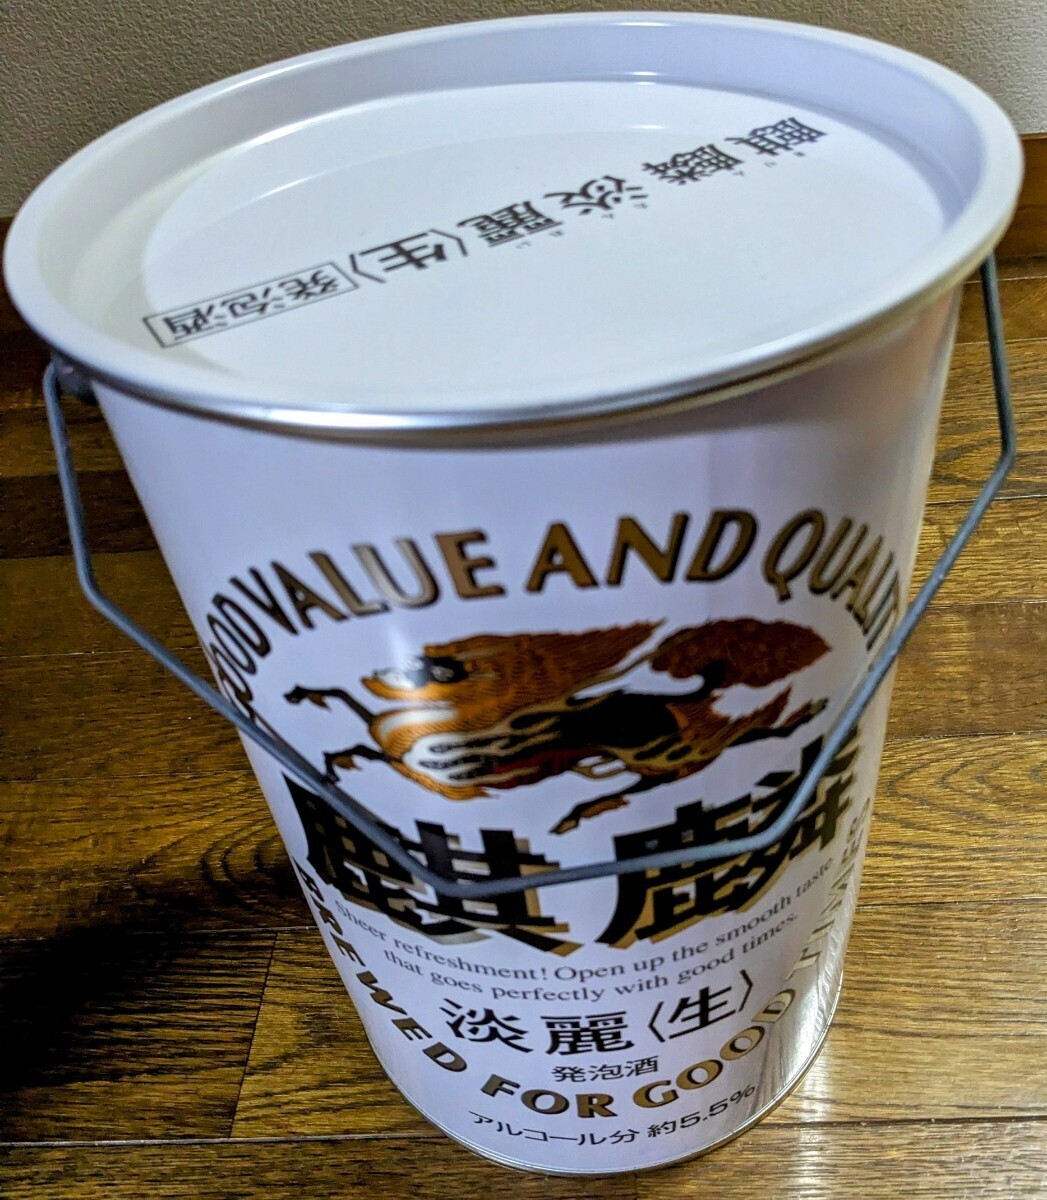 麒麟淡麗〈生〉 発泡酒
GOOD VALUE AND QUALITY
麒麟
Sheer refreshment! Open up the smooth taste
that goes perfectly with good times.
淡麗〈生〉
発泡酒
BREWED FOR GOOD
アルコール分 約5.5%